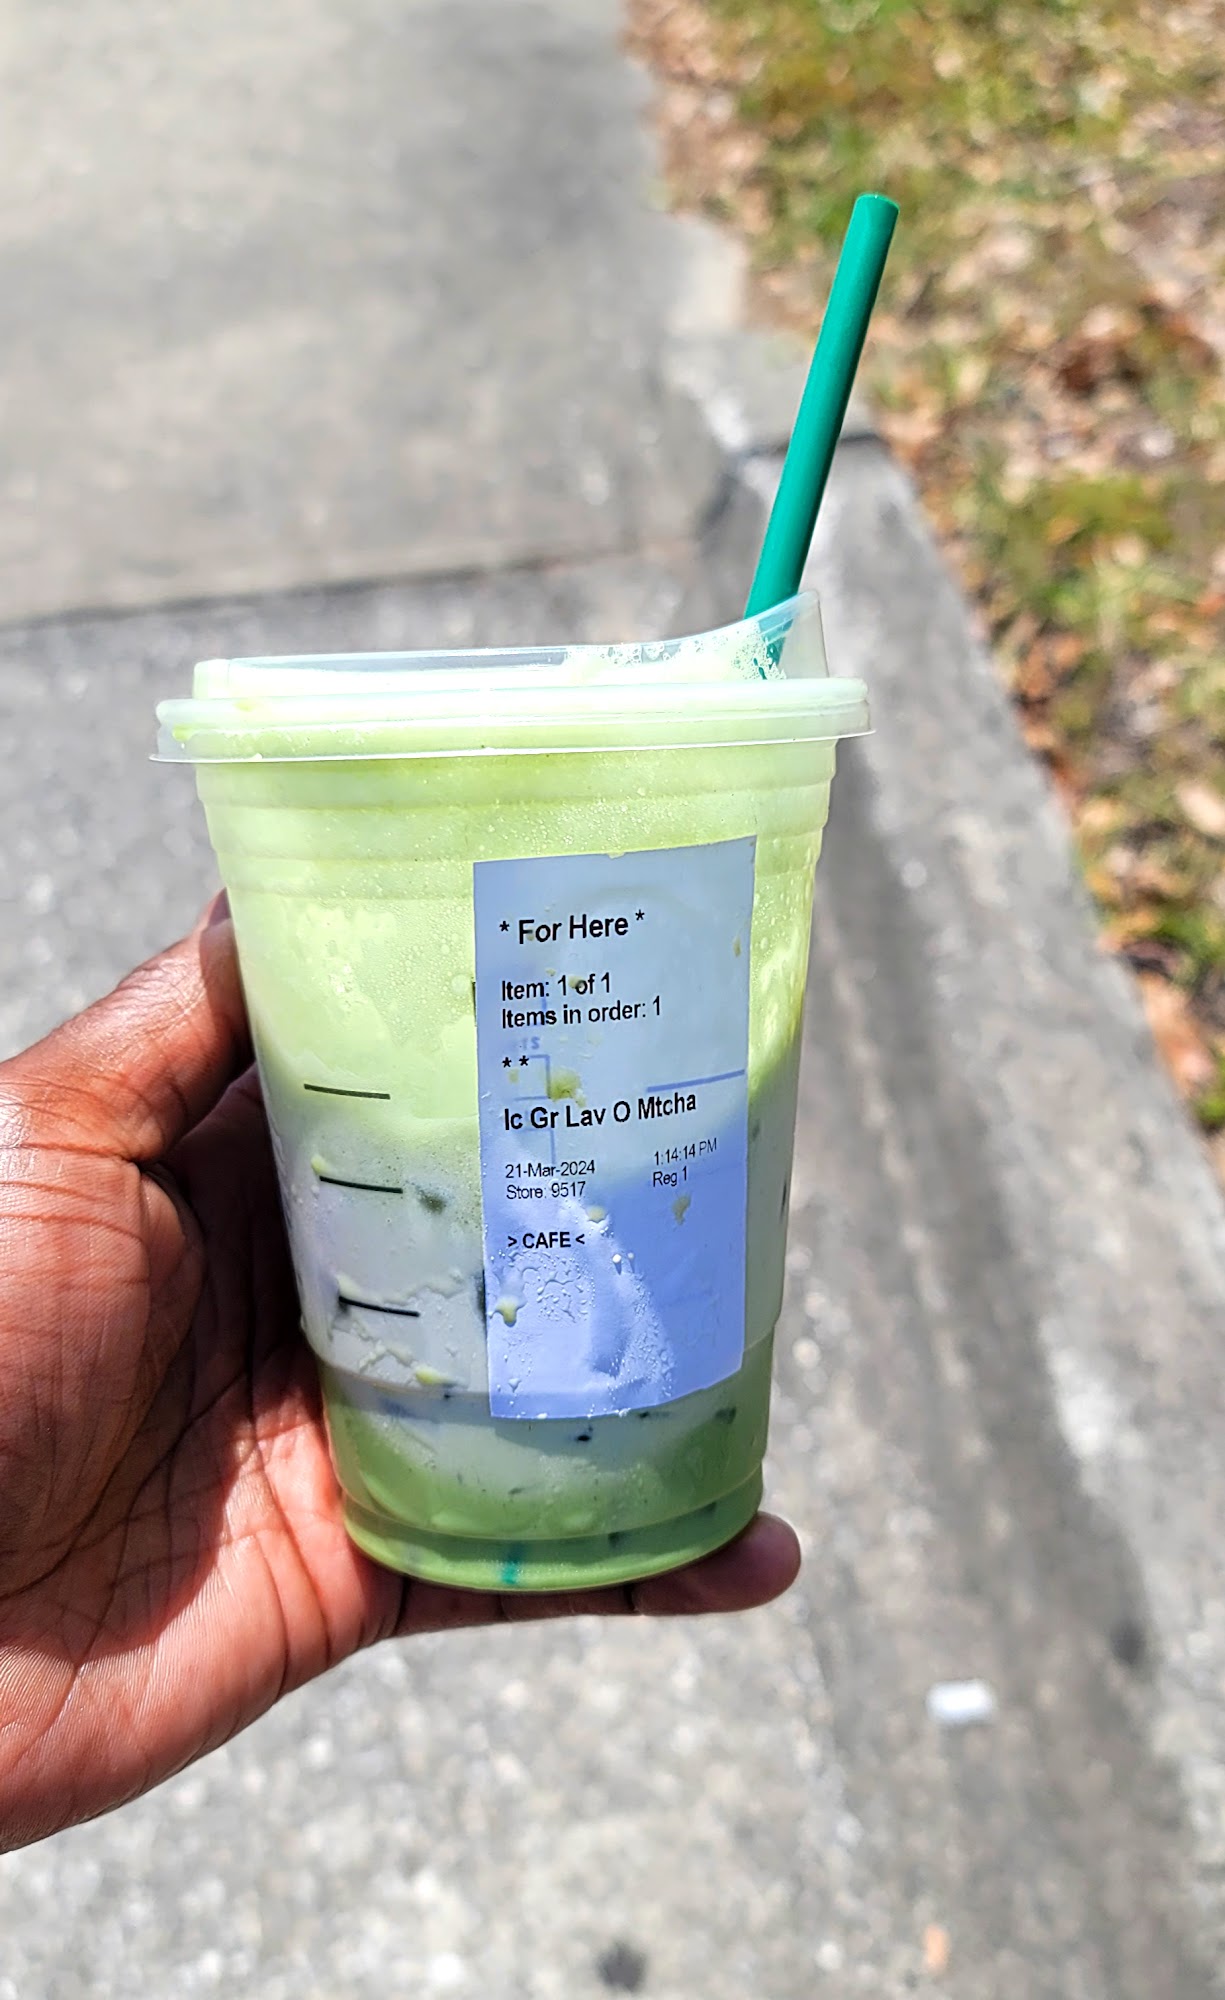 * For Here *
Item: 1 of 1
Items in order: 1
* *
Ic Gr Lav O Mtcha
21-Mar-2024 1:14:14 PM
Store: 9517 Reg 1
> CAFE <